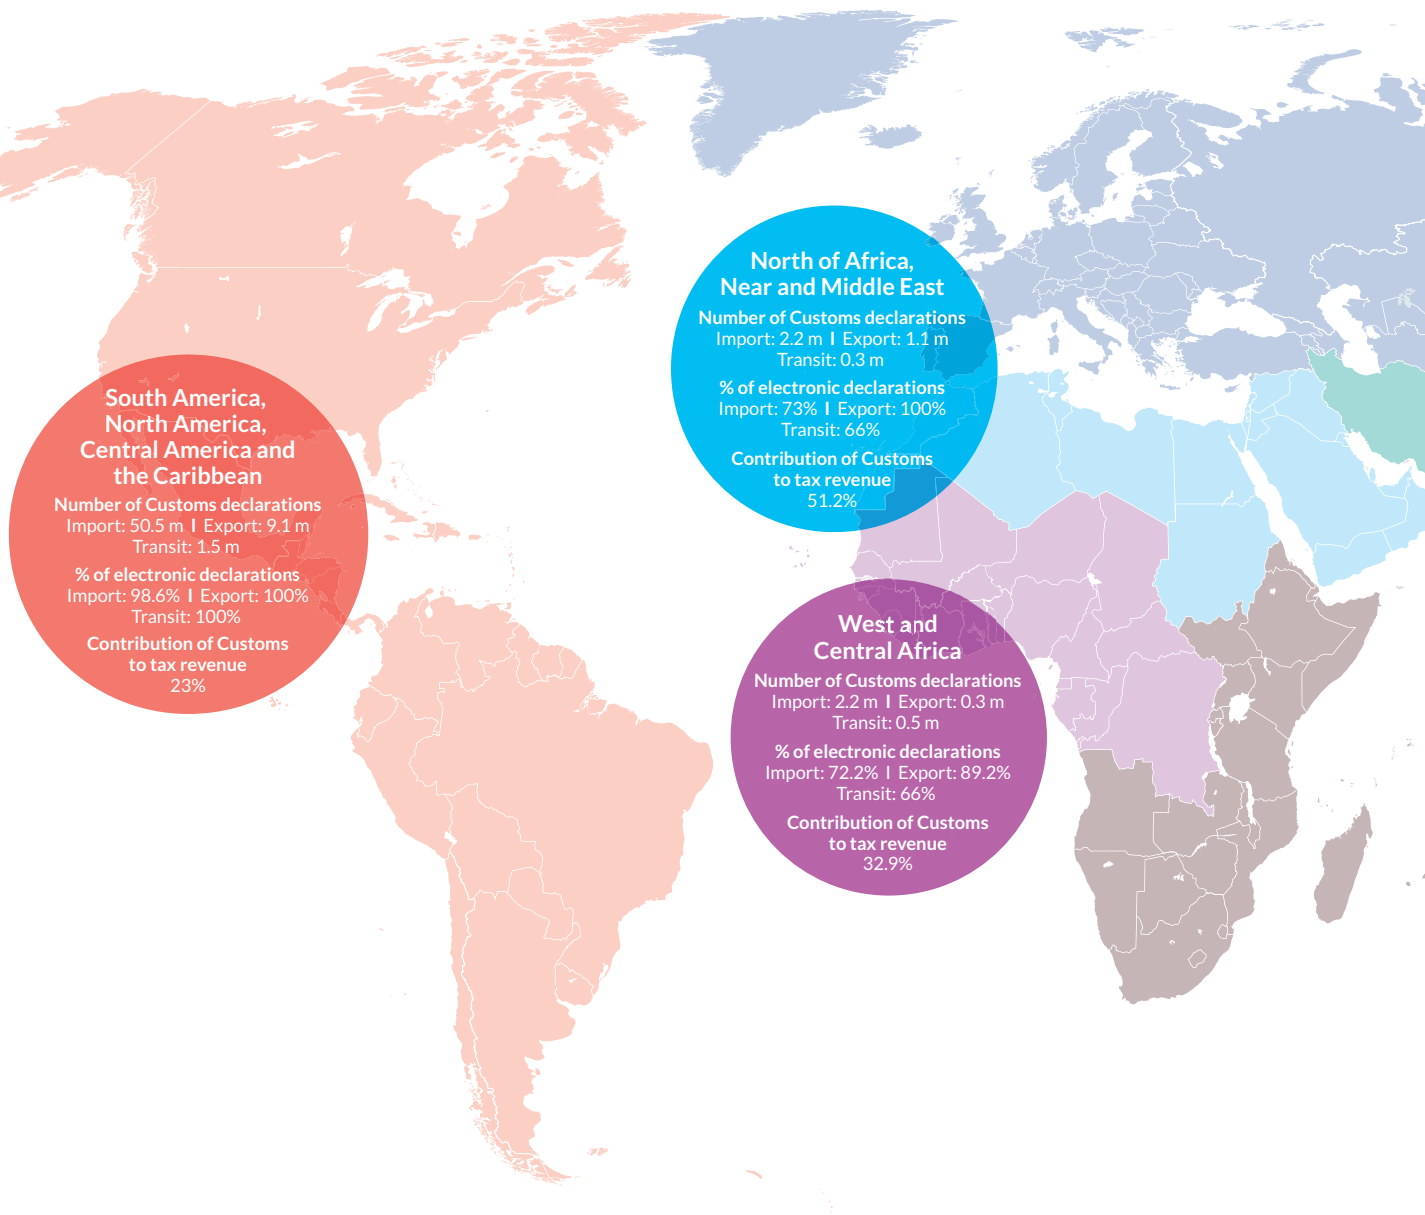 South America,
North America,
Central America and
the Caribbean
Number of Customs declarations
Import: 50.5 m I Export: 9.1 m
Transit: 1.5 m
% of electronic declarations
Import: 98.6% I Export: 100%
Transit: 100%
Contribution of Customs
to tax revenue
23%
North of Africa,
Near and Middle East
Number of Customs declarations
Import: 2.2 m I Export: 1.1 m
Transit: 0.3 m
% of electronic declarations
Import: 73% I Export: 100%
Transit: 66%
Contribution of Customs
to tax revenue
51.2%
West and
Central Africa
Number of Customs declarations
Import: 2.2 m I Export: 0.3 m
Transit: 0.5 m
% of electronic declarations
Import: 72.2% I Export: 89.2%
Transit: 66%
Contribution of Customs
to tax revenue
32.9%